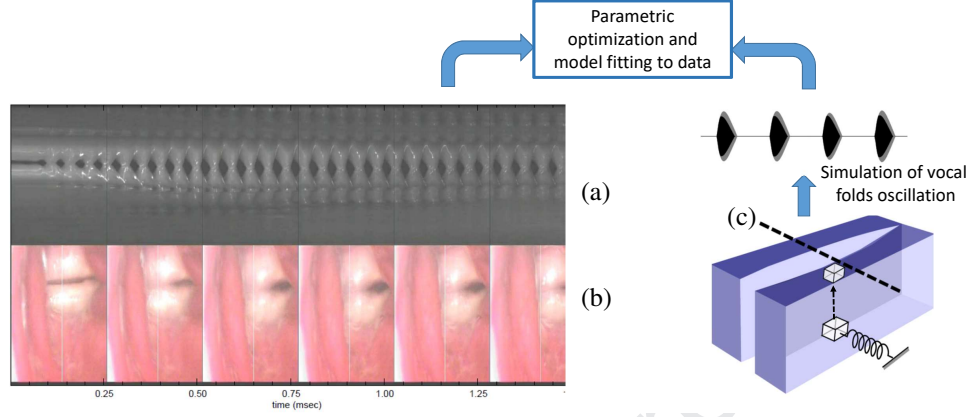 Parametric
optimization and
model fitting to data
(a)
Simulation of vocal
folds oscillation
(c)
(b)
0.25
0.50
0.75
1.00
1.25
time (msec)